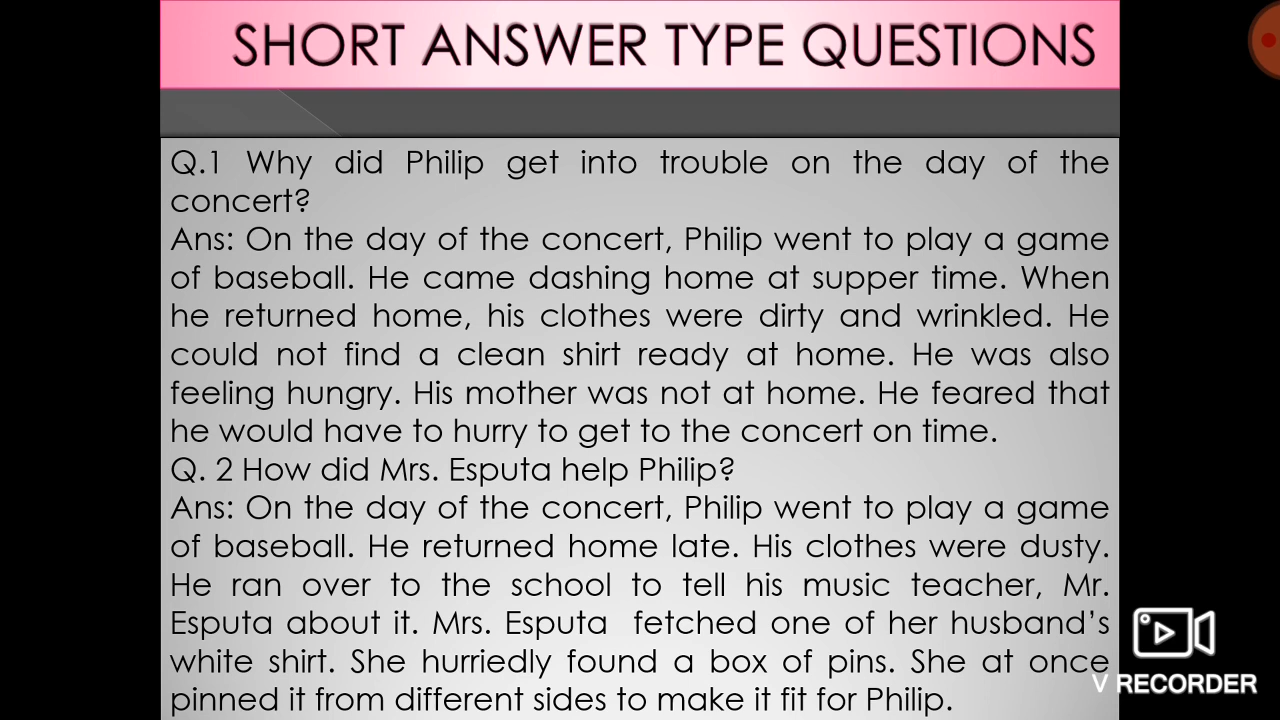 SHORT ANSWER TYPE QUESTIONS
Q.1 Why did Philip get into trouble on the day of the
concert?
Ans: On the day of the concert, Philip went to play a game
of baseball. He came dashing home at supper time. When
he returned home, his clothes were dirty and wrinkled. He
could not find a clean shirt ready at home. He was also
feeling hungry. His mother was not at home. He feared that
he would have to hurry to get to the concert on time.
Q. 2 How did Mrs. Esputa help Philip?
Ans: On the day of the concert, Philip went to play a game
of baseball. He returned home late. His clothes were dusty.
He ran over to the school to tell his music teacher, Mr.
Esputa about it. Mrs. Esputa fetched one of her husband's
white shirt. She hurriedly found a box of pins. She at once
pinned it from different sides to make it fit for Philip.
V RECORDER